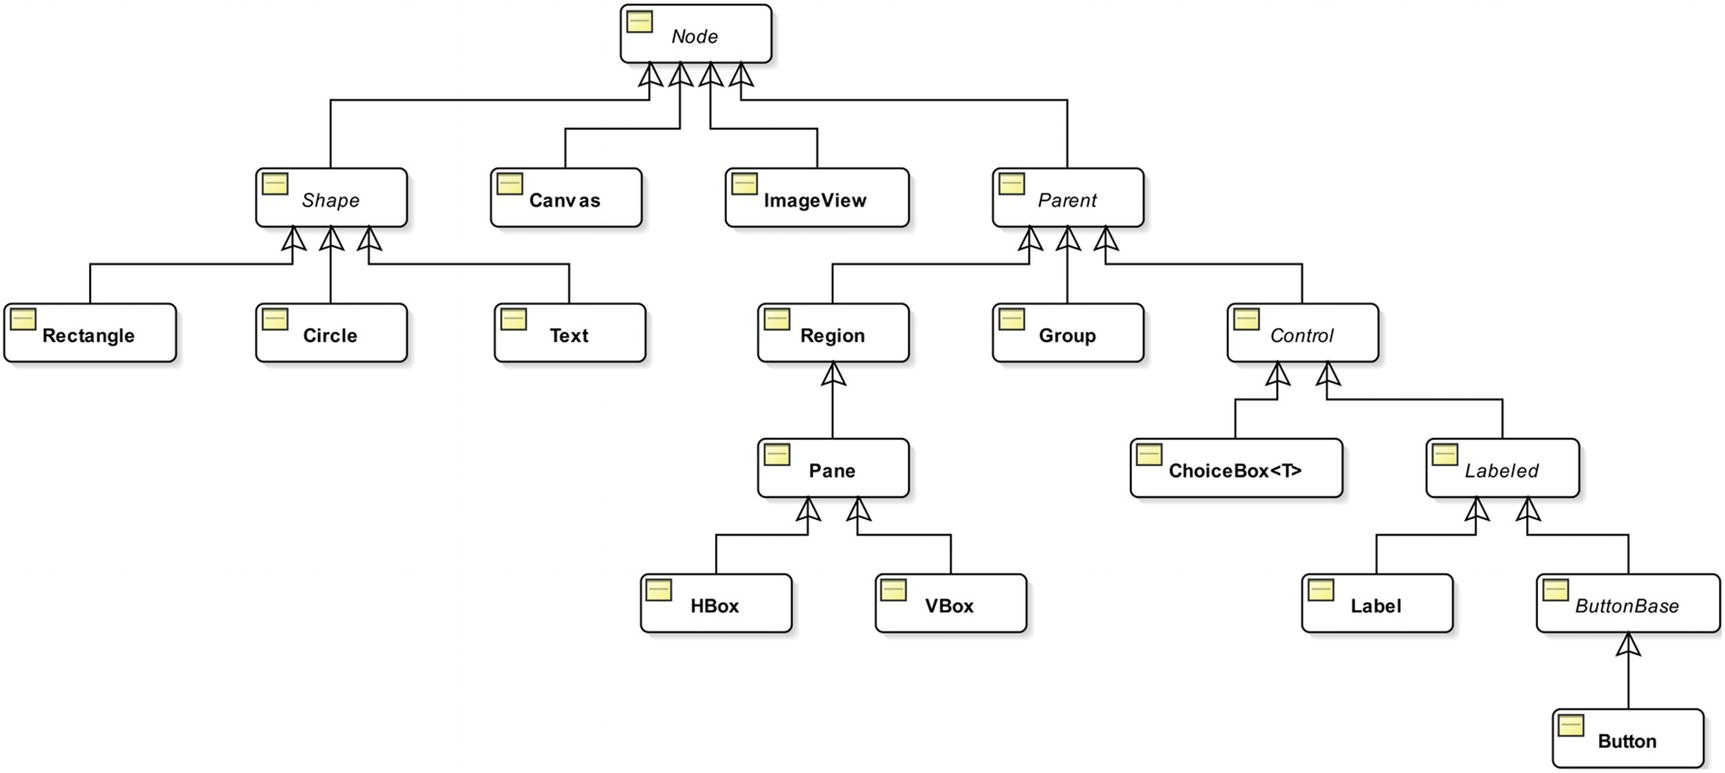 Node
Shape
Canvas
ImageView
Parent
Rectangle
Circle
Text
Region
Group
Control
Pane
ChoiceBox<T>
Labeled
HBox
VBox
Label
ButtonBase
Button